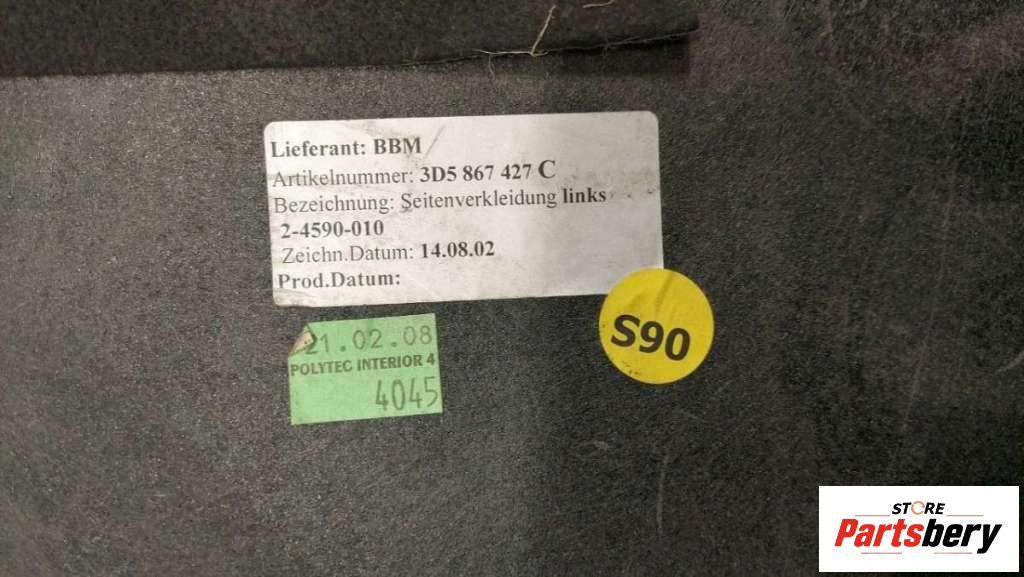 Lieferant: BBM
Artikelnummer: 3D5 867 427 C
Bezeichnung: Seitenverkleidung links
2-4590-010
Zeichn.Datum: 14.08.02
Prod.Datum:
21.02.08
POLYTEC INTERIOR 4
4045
S90
STORE
Partsbery